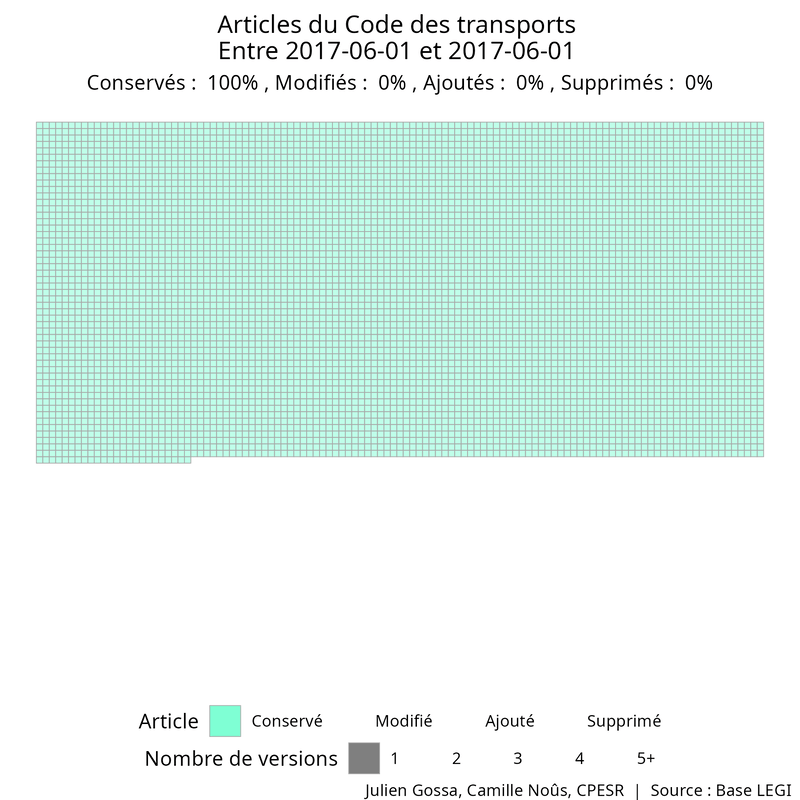 Articles du Code des transports
Entre 2017-06-01 et 2017-06-01
Conservés :  100% , Modifiés :  0% , Ajoutés :  0% , Supprimés :  0%
Article Conservé Modifié Ajouté Supprimé
Nombre de versions 1 2 3 4 5+
Julien Gossa, Camille Noûs, CPESR  |  Source : Base LEGI